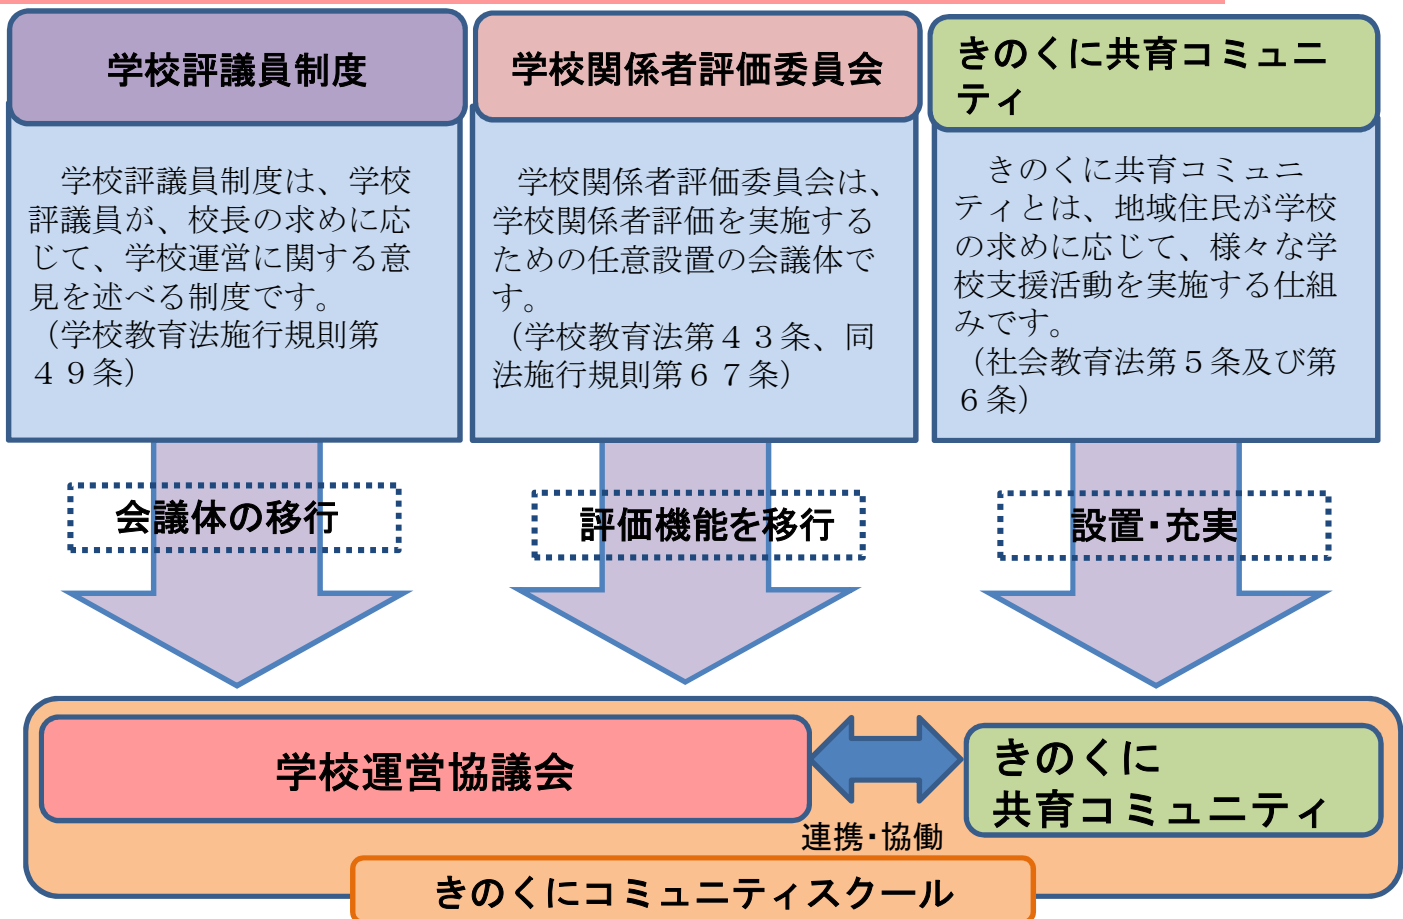 学校評議員制度
学校評議員制度は、学校
評議員が、校長の求めに応
じて、学校運営に関する意
見を述べる制度です。
（学校教育法施行規則第
４９条）
会議体の移行
学校関係者評価委員会
学校関係者評価委員会は、
学校関係者評価を実施する
ための任意設置の会議体で
す。
（学校教育法第４３条、同
法施行規則第６７条）
評価機能を移行
きのくに共育コミュニ
ティ
きのくに共育コミュニ
ティとは、地域住民が学校
の求めに応じて、様々な学
校支援活動を実施する仕組
みです。
（社会教育法第５条及び第
６条）
設置・充実
学校運営協議会
連携・協働
きのくに
共育コミュニティ
きのくにコミュニティスクール